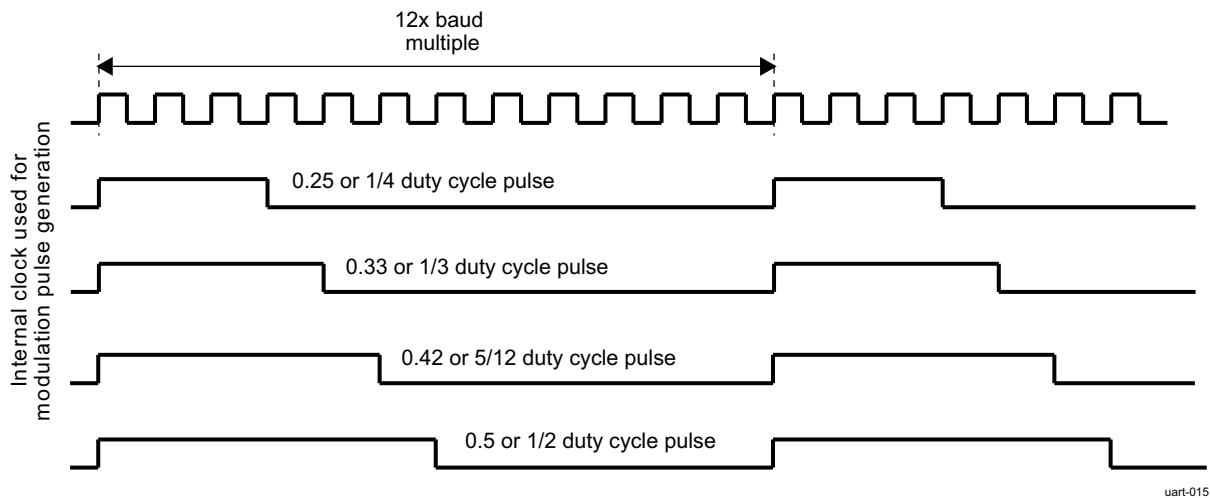 12x baud
multiple
Internal clock used for
modulation pulse generation
0.25 or 1/4 duty cycle pulse
0.33 or 1/3 duty cycle pulse
0.42 or 5/12 duty cycle pulse
0.5 or 1/2 duty cycle pulse
uart-015